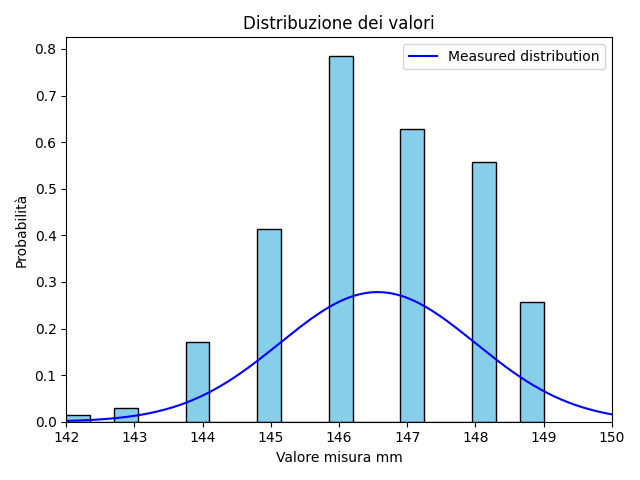 Distribuzione dei valori
Measured distribution
Probabilità
0.8
0.7
0.6
0.5
0.4
0.3
0.2
0.1
0.0
142 143 144 145 146 147 148 149 150
Valore misura mm